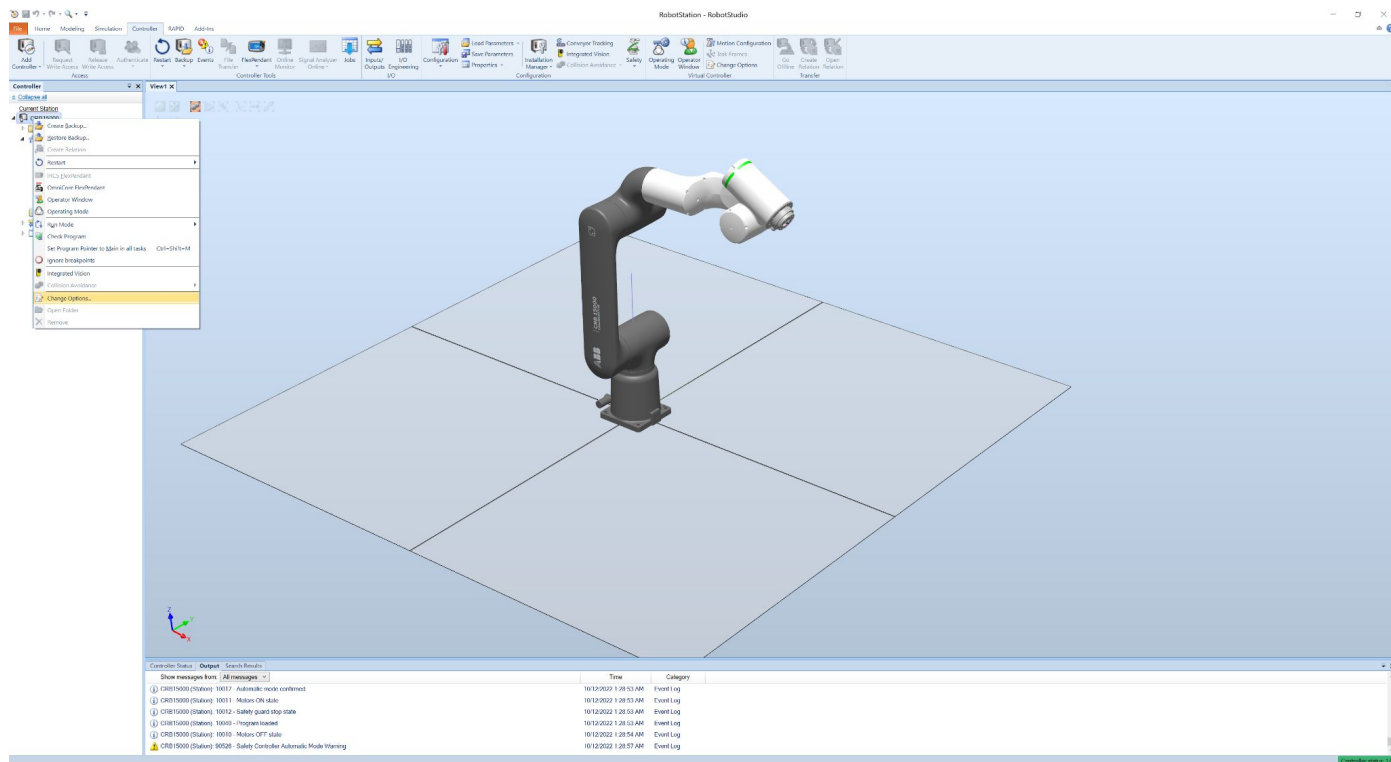 RobotStation - RobotStudio
File Home Modeling Simulation Controller RAPID Add-Ins
Add Controller
Request Write Access
Release Write Access
Authenticate
Restart
Backup
Events
File Transfer
FlexPendant
Online Monitor
Signal Analyzer Online
Jobs
Inputs/ Outputs
I/O Engineering
Configuration
Load Parameters
Save Parameters
Properties
Installation Manager
Conveyor Tracking
Integrated Vision
Collision Avoidance
Safety
Operating Mode
Operator Window
Motion Configuration
Task Frames
Change Options
Go Offline
Create Relation
Open Relation
Access Controller Tools I/O Configuration Virtual Controller Transfer
Controller
View1
Collapse all
Current Station
CRB15000
Create Backup...
Restore Backup...
Create Relation
Restart
IRC5 FlexPendant
OmniCore FlexPendant
Operator Window
Operating Mode
Run Mode
Check Program
Set Program Pointer to Main in all tasks Ctrl+Shift+M
Ignore breakpoints
Integrated Vision
Collision Avoidance
Change Options...
Open Folder
Remove
CRB 15000
ABB
Z
Y
X
Controller Status Output Search Results
Show messages from: All messages Time Category
CRB15000 (Station): 10017 - Automatic mode confirmed 10/12/2022 1:28:53 AM Event Log
CRB15000 (Station): 10011 - Motors ON state 10/12/2022 1:28:53 AM Event Log
CRB15000 (Station): 10012 - Safety guard stop state 10/12/2022 1:28:53 AM Event Log
CRB15000 (Station): 10040 - Program loaded 10/12/2022 1:28:53 AM Event Log
CRB15000 (Station): 10010 - Motors OFF state 10/12/2022 1:28:54 AM Event Log
CRB15000 (Station): 90526 - Safety Controller Automatic Mode Warning 10/12/2022 1:28:57 AM Event Log
Controller status: